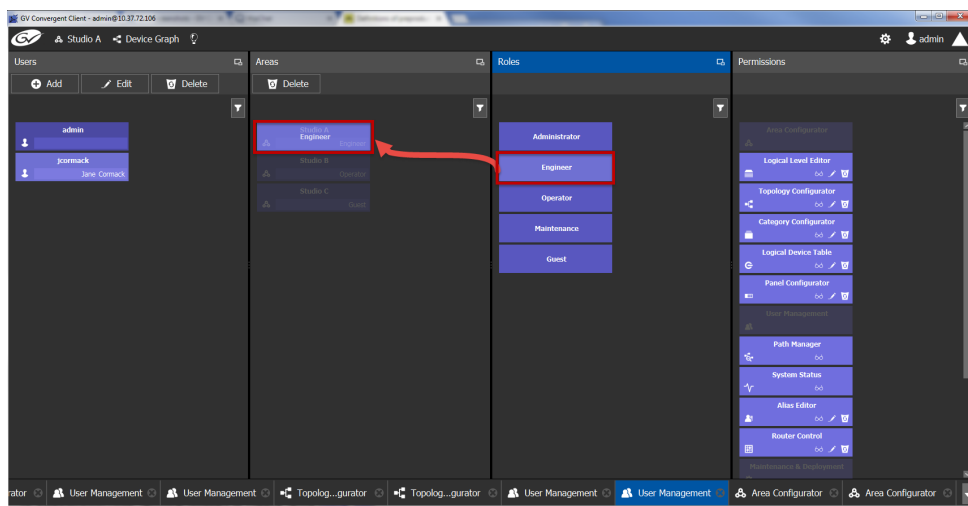 GV Convergent Client - admin@10.37.72.106
Studio A
Device Graph
admin
Users
Areas
Roles
Permissions
Add
Edit
Delete
Delete
admin
jcormack
Jane Cormack
Studio A
Engineer
Engineer
Studio B
Operator
Studio C
Guest
Administrator
Engineer
Operator
Maintenance
Guest
Area Configurator
Logical Level Editor
Topology Configurator
Category Configurator
Logical Device Table
Panel Configurator
User Management
Path Manager
System Status
Alias Editor
Router Control
Maintenance & Deployment
rator
User Management
User Management
Topolog...gurator
Topolog...gurator
User Management
User Management
Area Configurator
Area Configurator